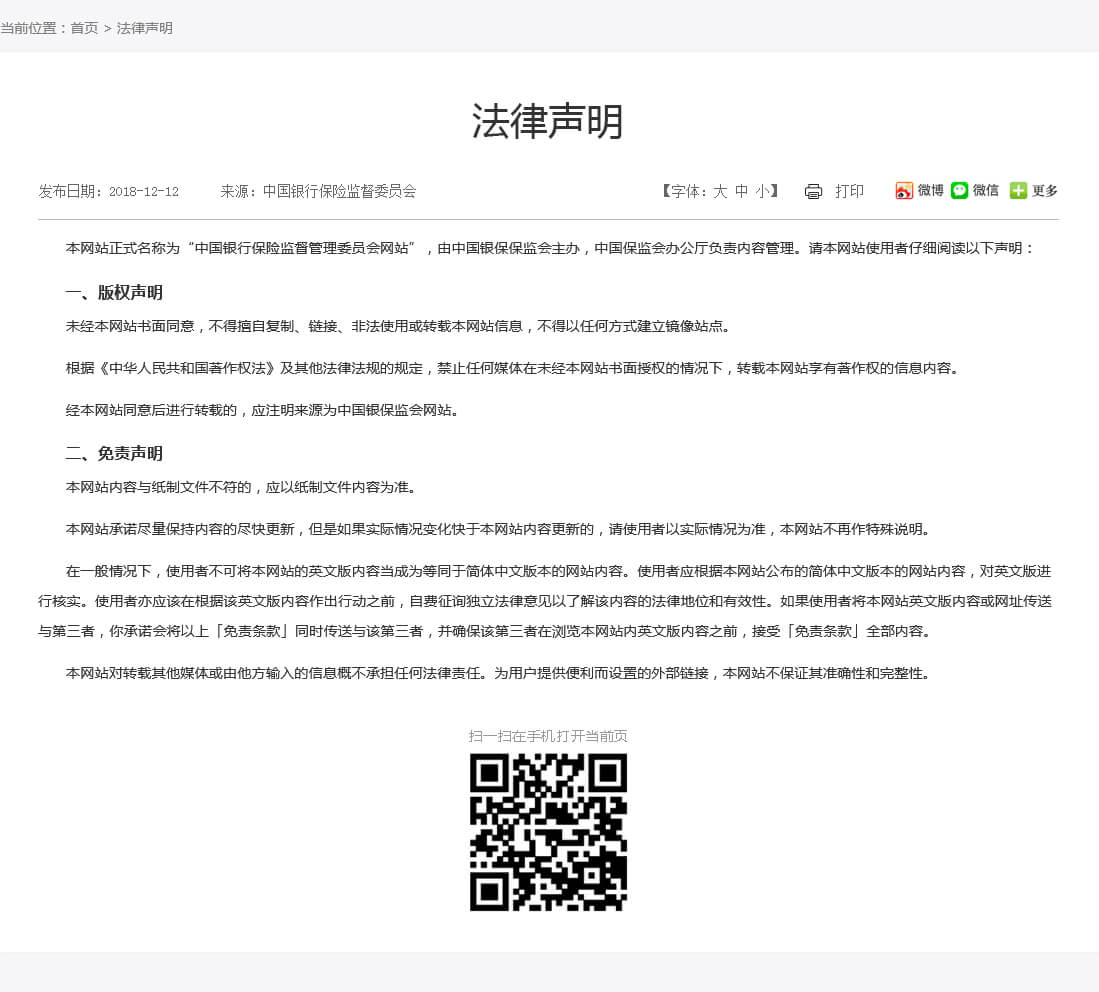 当前位置：首页 > 法律声明
法律声明
发布日期：2018-12-12 来源：中国银行保险监督委员会 【字体：大 中 小】 打印 微博 微信 更多
本网站正式名称为“中国银行保险监督管理委员会网站”，由中国银保保监会主办，中国保监会办公厅负责内容管理。请本网站使用者仔细阅读以下声明：
一、版权声明
未经本网站书面同意，不得擅自复制、链接、非法使用或转载本网站信息，不得以任何方式建立镜像站点。
根据《中华人民共和国著作权法》及其他法律法规的规定，禁止任何媒体在未经本网站书面授权的情况下，转载本网站享有著作权的信息内容。
经本网站同意后进行转载的，应注明来源为中国银保监会网站。
二、免责声明
本网站内容与纸制文件不符的，应以纸制文件内容为准。
本网站承诺尽量保持内容的尽快更新，但是如果实际情况变化快于本网站内容更新的，请使用者以实际情况为准，本网站不再作特殊说明。
在一般情况下，使用者不可将本网站的英文版内容当成为等同于简体中文版本的网站内容。使用者应根据本网站公布的简体中文版本的网站内容，对英文版进
行核实。使用者亦应该在根据该英文版内容作出行动之前，自费征询独立法律意见以了解该内容的法律地位和有效性。如果使用者将本网站英文版内容或网址传送
与第三者，你承诺会将以上「免责条款」同时传送与该第三者，并确保该第三者在浏览本网站内英文版内容之前，接受「免责条款」全部内容。
本网站对转载其他媒体或由他方输入的信息概不承担任何法律责任。为用户提供便利而设置的外部链接，本网站不保证其准确性和完整性。
扫一扫在手机打开当前页